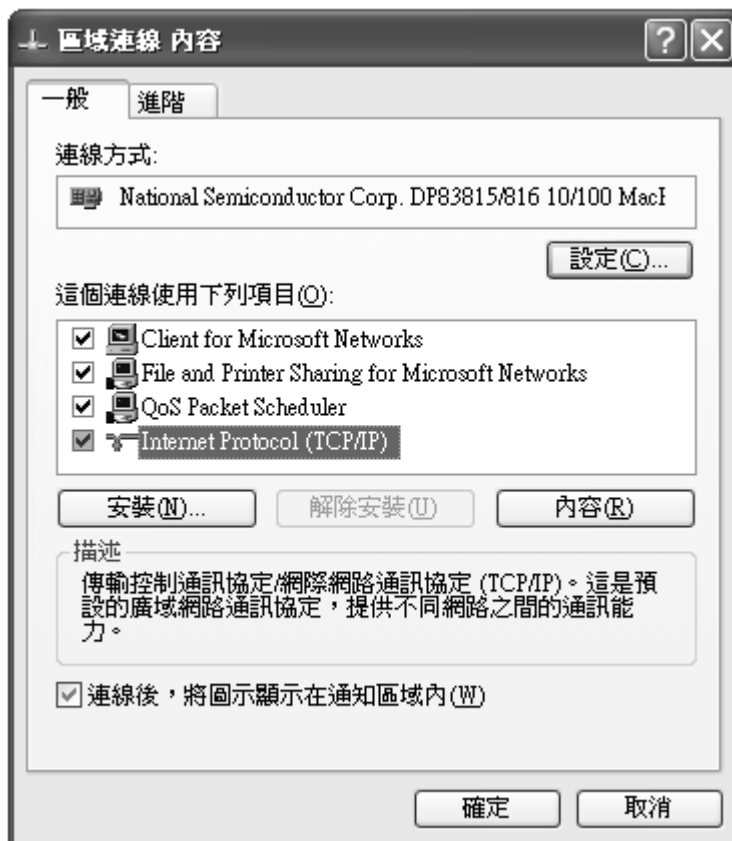 區域連線 內容
一般
進階
連線方式:
National Semiconductor Corp. DP83815/816 10/100 Mac
設定(C)...
這個連線使用下列項目(O):
Client for Microsoft Networks
File and Printer Sharing for Microsoft Networks
QoS Packet Scheduler
Internet Protocol (TCP/IP)
安裝(N)...
解除安裝(U)
內容(R)
描述
傳輸控制通訊協定/網際網路通訊協定 (TCP/IP)。這是預
設的廣域網路通訊協定，提供不同網路之間的通訊能
力。
連線後，將圖示顯示在通知區域內(W)
確定
取消